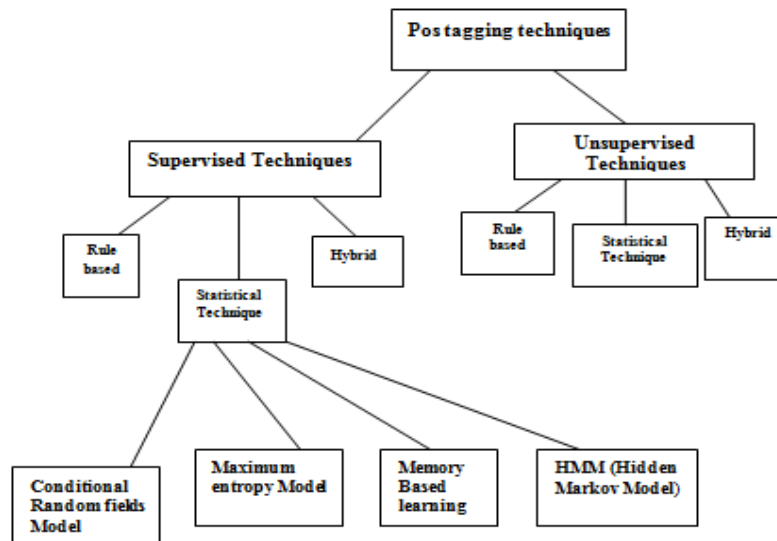 Pos tagging techniques
Supervised Techniques
Unsupervised
Techniques
Rule
based
Hybrid
Rule
based
Statistical
Technique
Hybrid
Statistical
Technique
Conditional
Random fields
Model
Maximum
entropy Model
Memory
Based
learning
HMM (Hidden
Markov Model)